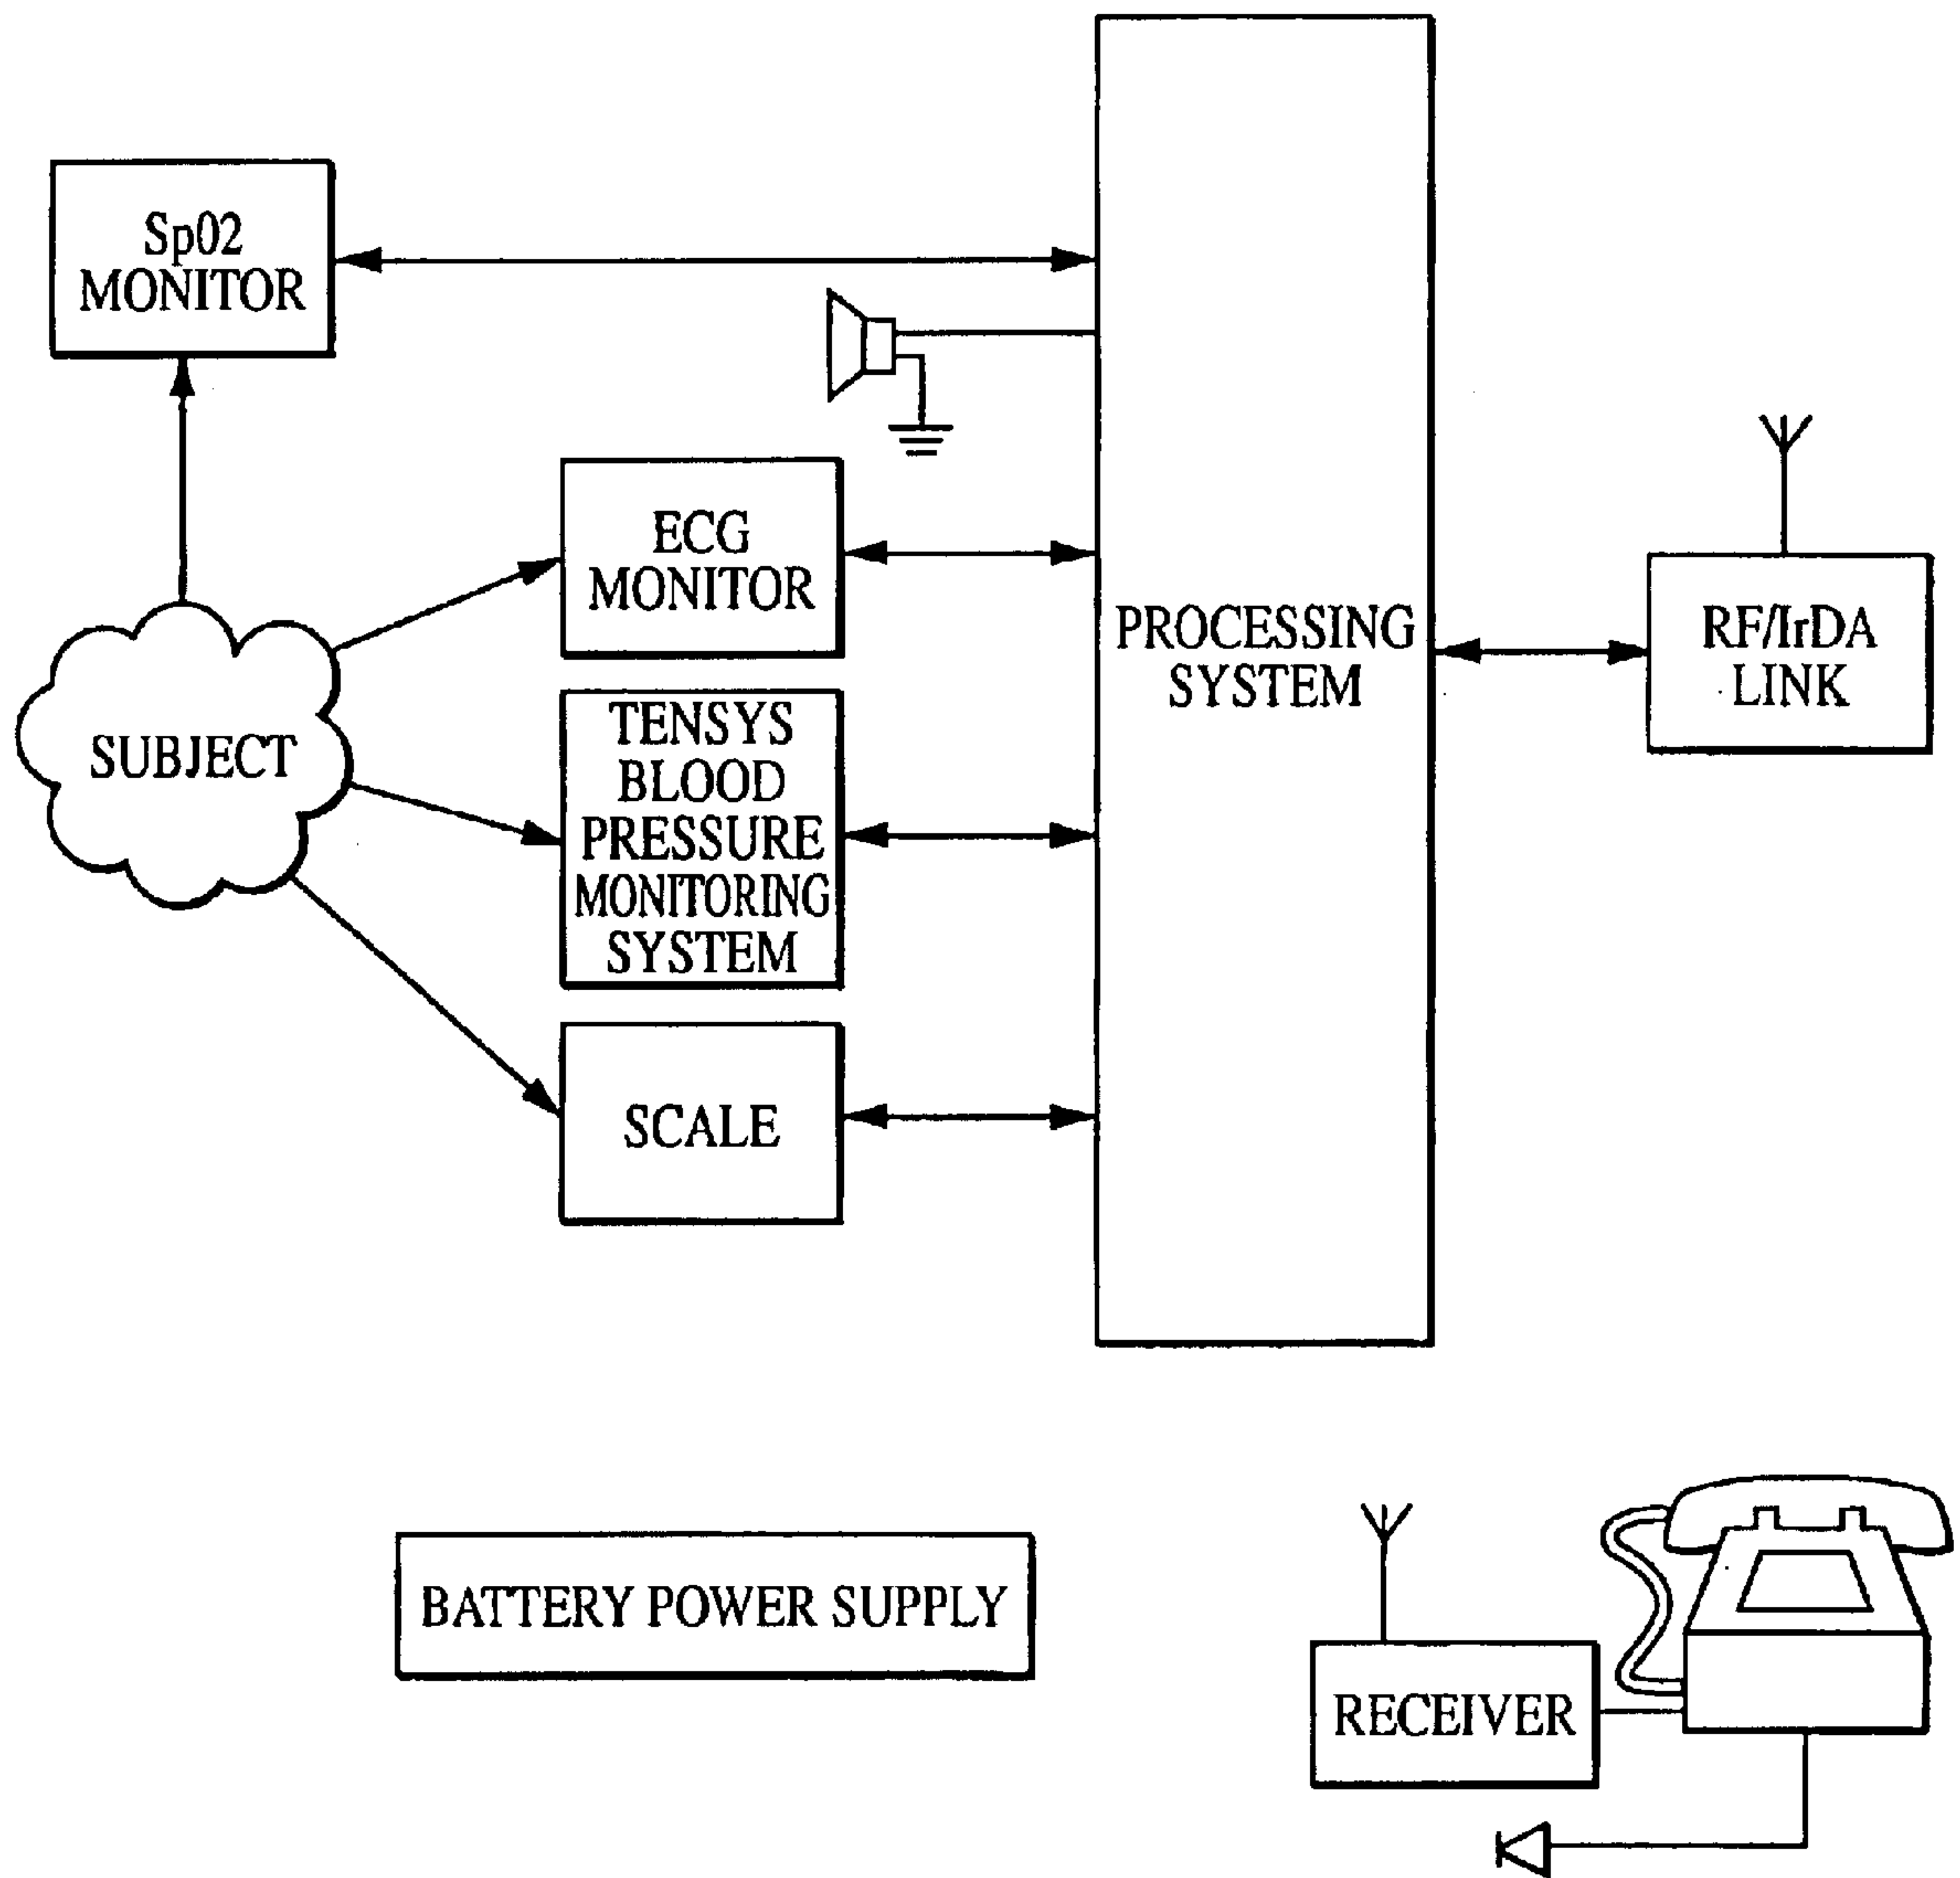 Sp02
MONITOR
ECG
MONITOR
PROCESSING
SYSTEM
RF/IrDA
LINK
SUBJECT
TENSYS
BLOOD
PRESSURE
MONITORING
SYSTEM
SCALE
BATTERY POWER SUPPLY
RECEIVER